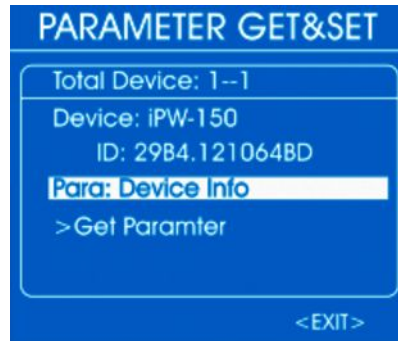 PARAMETER GET&SET
Total Device: 1--1
Device: iPW-150
ID: 29B4.121064BD
Para: Device Info
>Get Paramter
<EXIT>